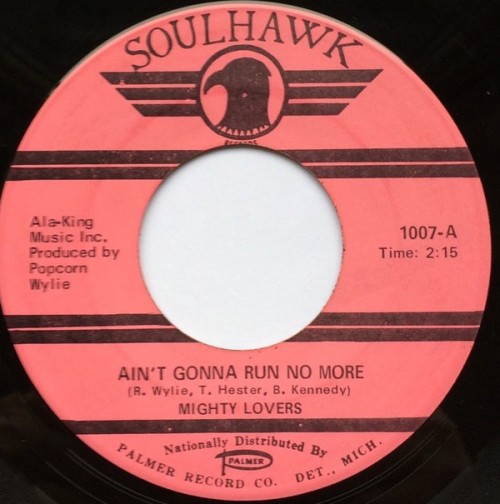 SOULHAWK
RECORDS
Ala-King
Music Inc.
Produced by
Popcorn
Wylie
1007-A
Time: 2:15
AIN'T GONNA RUN NO MORE
(R. Wylie, T. Hester, B. Kennedy)
MIGHTY LOVERS
Nationally Distributed By
PALMER
PALMER RECORD CO. DET., MICH.